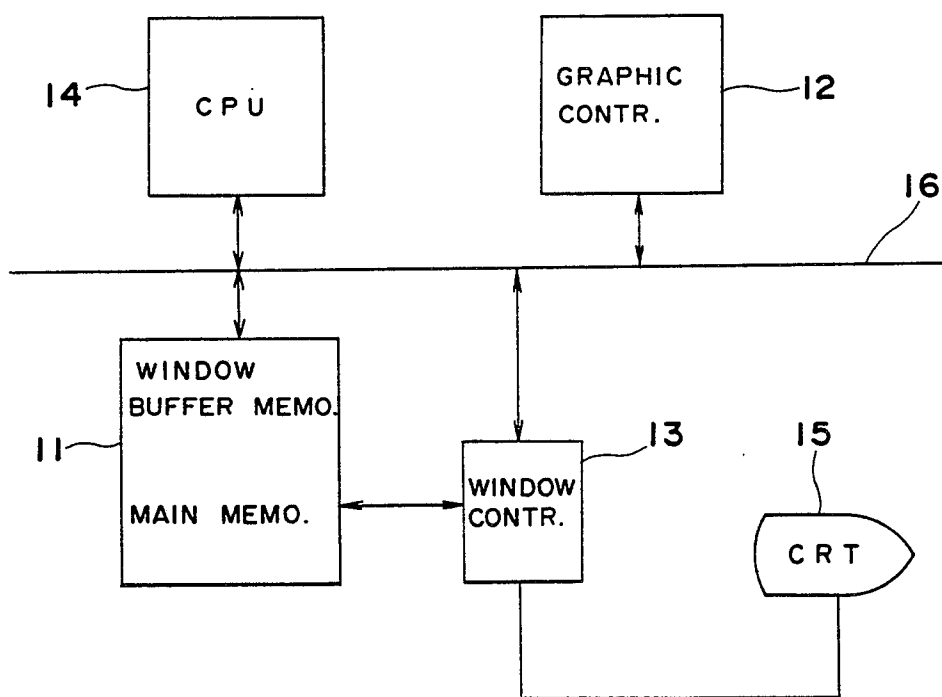 14
CPU
GRAPHIC
CONTR.
12
16
WINDOW
BUFFER MEMO.
11
MAIN MEMO.
13
WINDOW
CONTR.
15
CRT